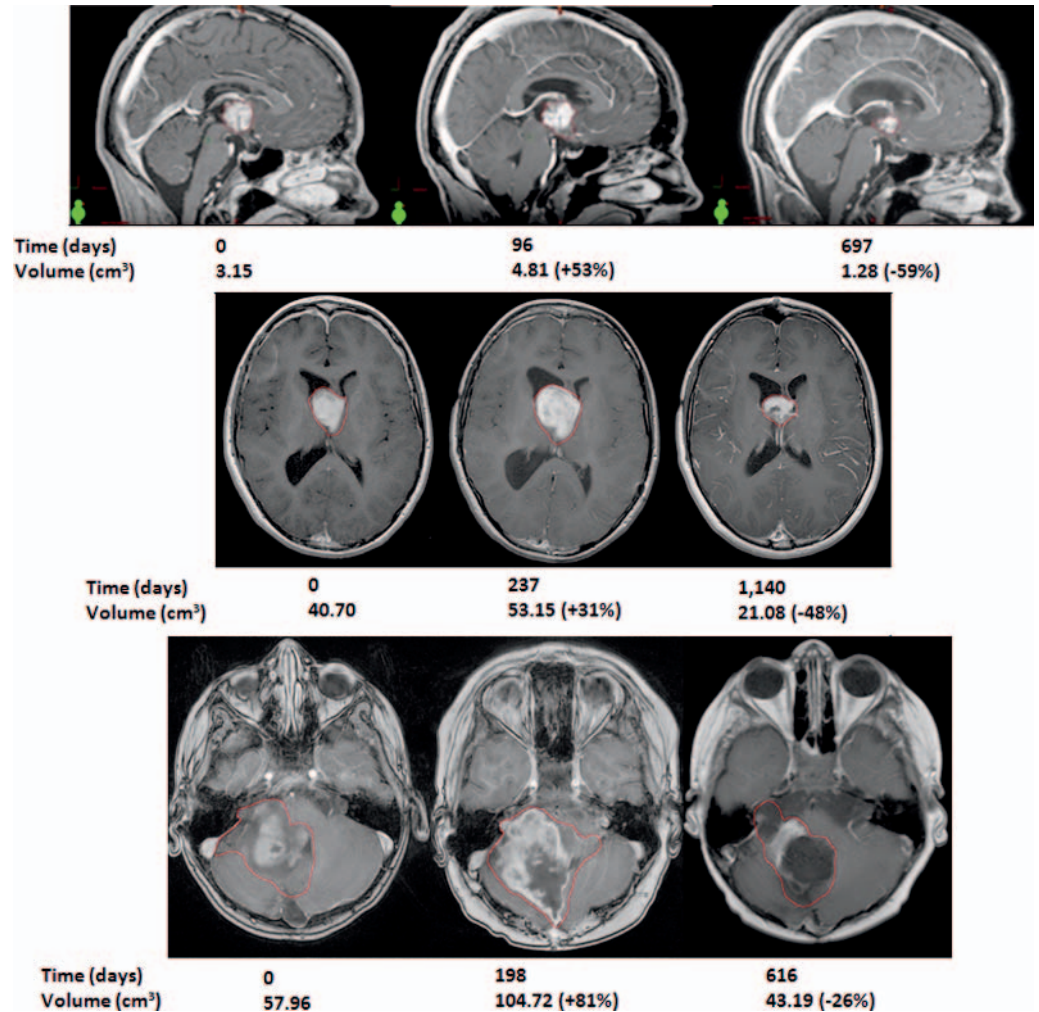 Time (days) 0 96 697
Volume (cm³) 3.15 4.81 (+53%) 1.28 (-59%)
Time (days) 0 237 1,140
Volume (cm³) 40.70 53.15 (+31%) 21.08 (-48%)
Time (days) 0 198 616
Volume (cm³) 57.96 104.72 (+81%) 43.19 (-26%)